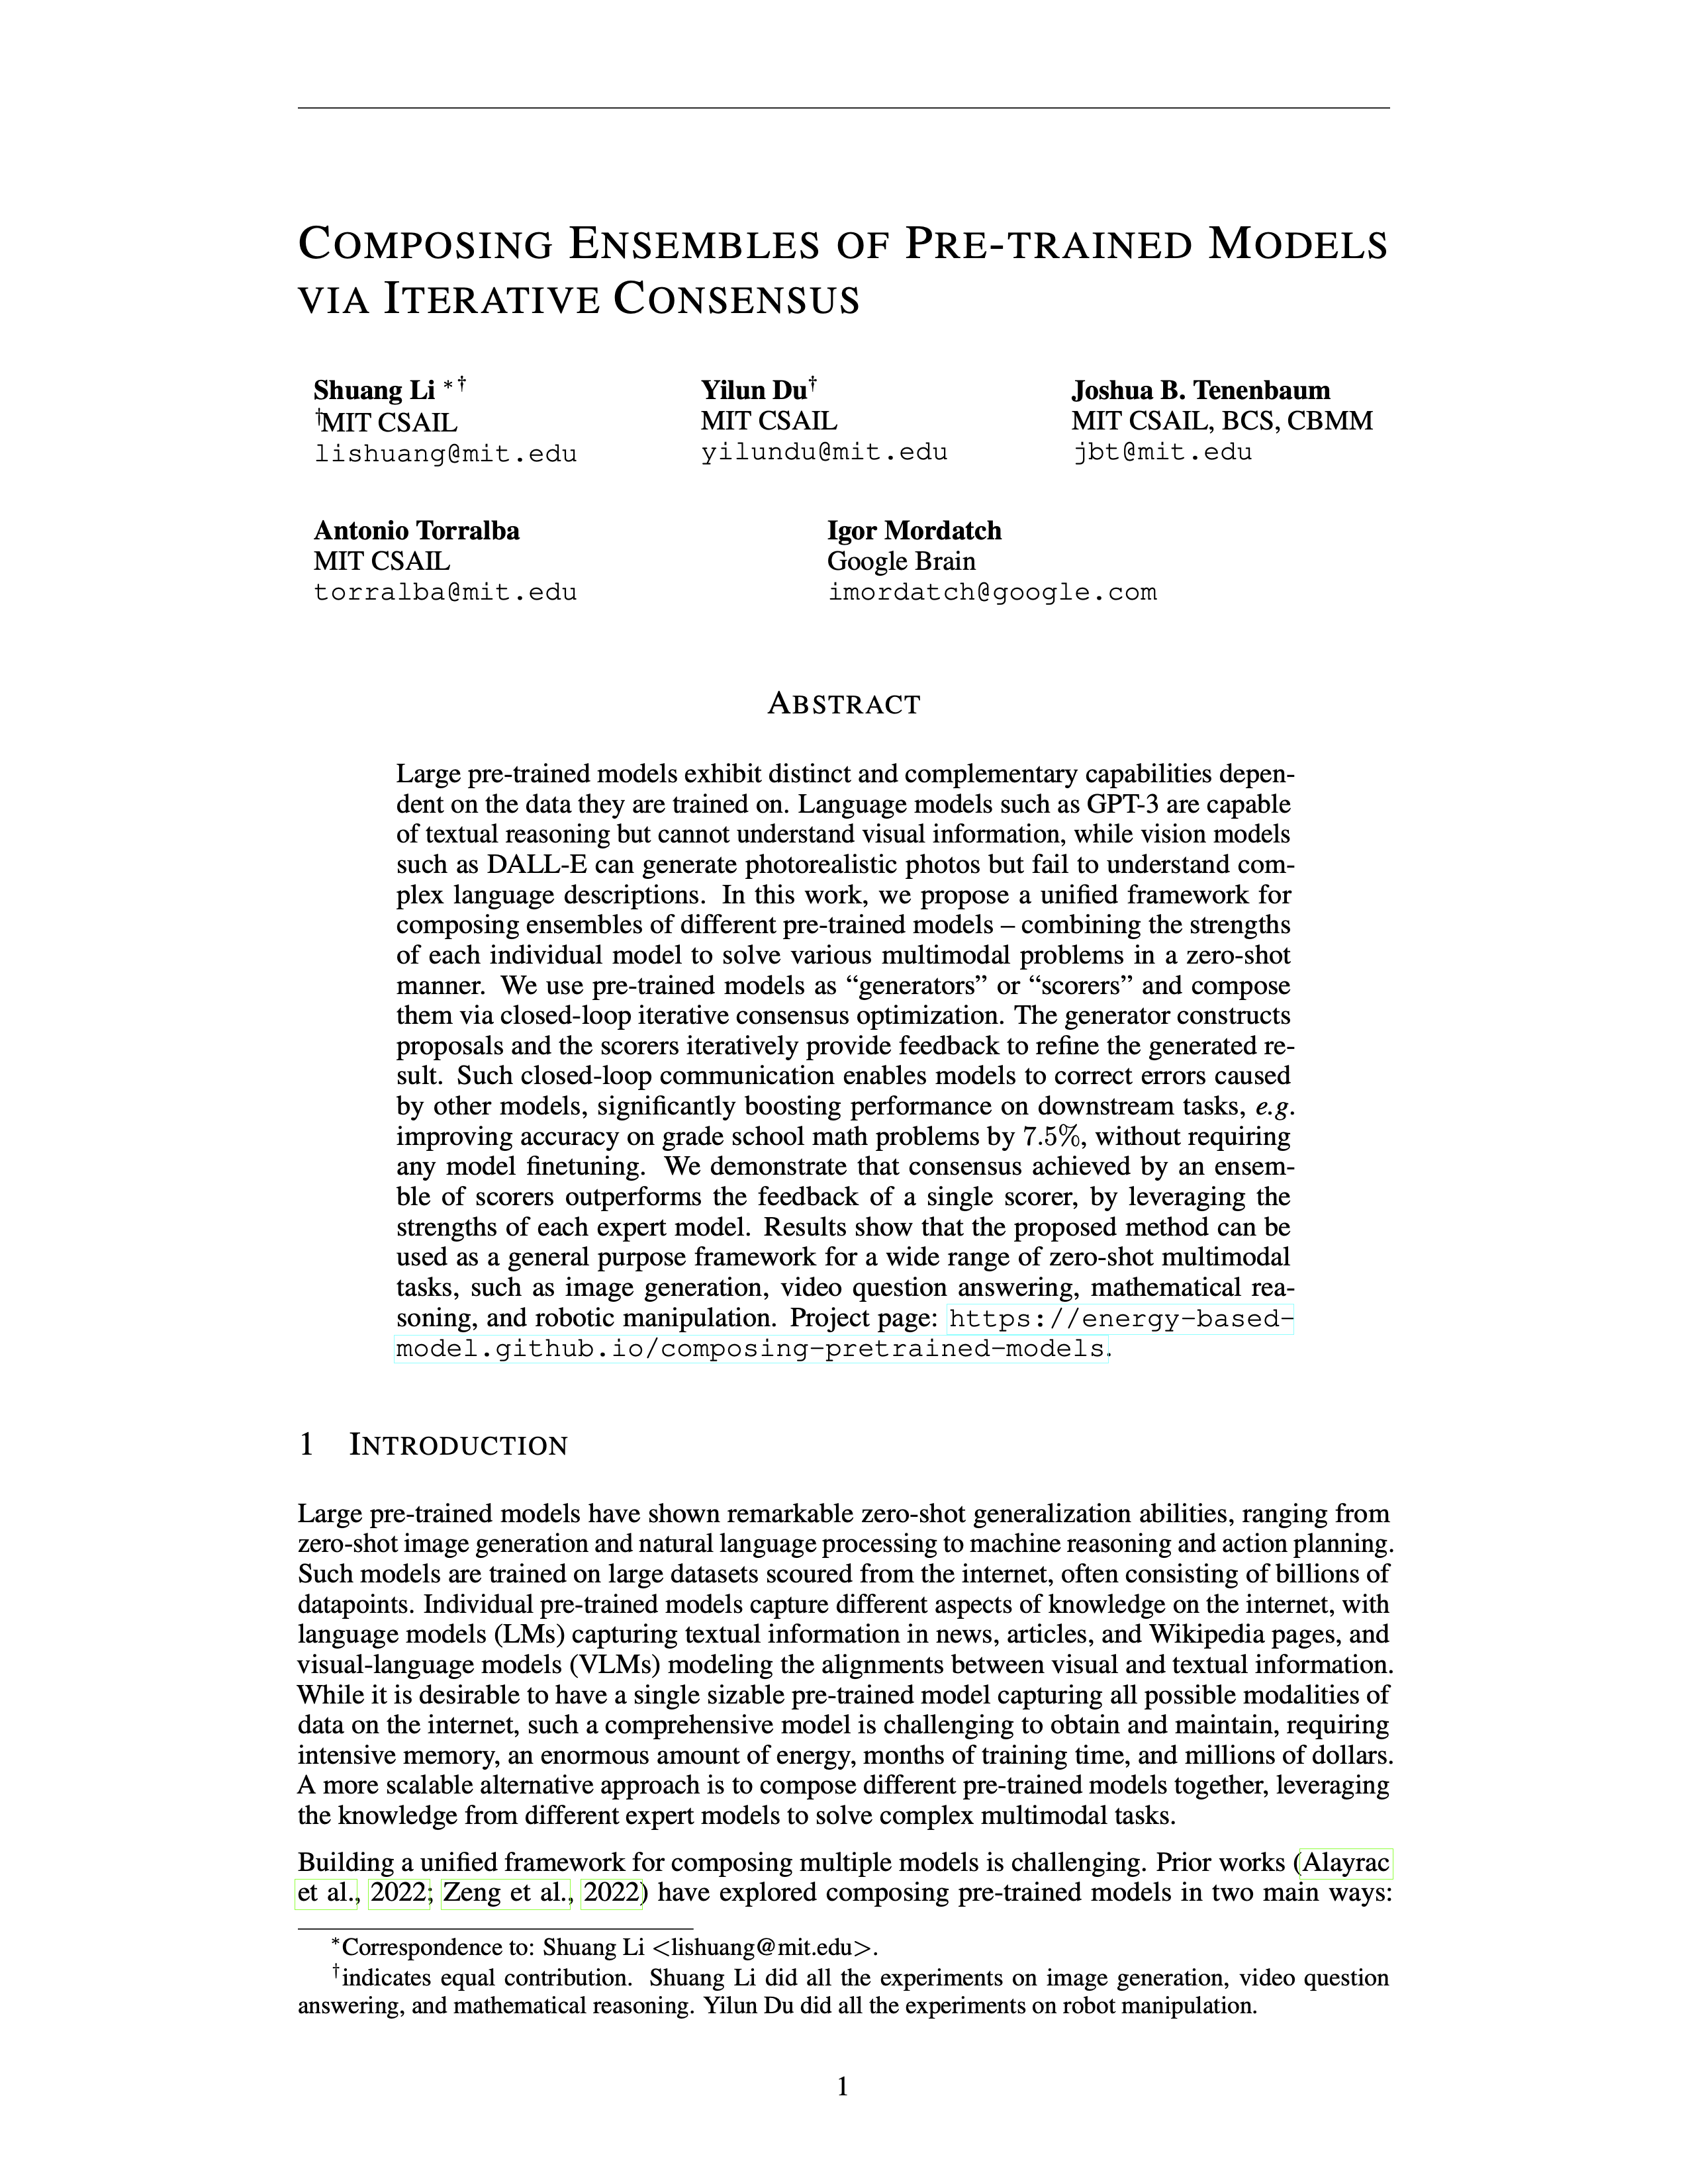 COMPOSING ENSEMBLES OF PRE-TRAINED MODELS
VIA ITERATIVE CONSENSUS
Shuang Li *†
†MIT CSAIL
lishuang@mit.edu
Yilun Du†
MIT CSAIL
yilundu@mit.edu
Joshua B. Tenenbaum
MIT CSAIL, BCS, CBMM
jbt@mit.edu
Antonio Torralba
MIT CSAIL
torralba@mit.edu
Igor Mordatch
Google Brain
imordatch@google.com
ABSTRACT
Large pre-trained models exhibit distinct and complementary capabilities depen-
dent on the data they are trained on. Language models such as GPT-3 are capable
of textual reasoning but cannot understand visual information, while vision models
such as DALL-E can generate photorealistic photos but fail to understand com-
plex language descriptions. In this work, we propose a unified framework for
composing ensembles of different pre-trained models – combining the strengths
of each individual model to solve various multimodal problems in a zero-shot
manner. We use pre-trained models as “generators” or “scorers” and compose
them via closed-loop iterative consensus optimization. The generator constructs
proposals and the scorers iteratively provide feedback to refine the generated re-
sult. Such closed-loop communication enables models to correct errors caused
by other models, significantly boosting performance on downstream tasks, e.g.
improving accuracy on grade school math problems by 7.5%, without requiring
any model finetuning. We demonstrate that consensus achieved by an ensem-
ble of scorers outperforms the feedback of a single scorer, by leveraging the
strengths of each expert model. Results show that the proposed method can be
used as a general purpose framework for a wide range of zero-shot multimodal
tasks, such as image generation, video question answering, mathematical rea-
soning, and robotic manipulation. Project page: https://energy-based-
model.github.io/composing-pretrained-models.
1 INTRODUCTION
Large pre-trained models have shown remarkable zero-shot generalization abilities, ranging from
zero-shot image generation and natural language processing to machine reasoning and action planning.
Such models are trained on large datasets scoured from the internet, often consisting of billions of
datapoints. Individual pre-trained models capture different aspects of knowledge on the internet, with
language models (LMs) capturing textual information in news, articles, and Wikipedia pages, and
visual-language models (VLMs) modeling the alignments between visual and textual information.
While it is desirable to have a single sizable pre-trained model capturing all possible modalities of
data on the internet, such a comprehensive model is challenging to obtain and maintain, requiring
intensive memory, an enormous amount of energy, months of training time, and millions of dollars.
A more scalable alternative approach is to compose different pre-trained models together, leveraging
the knowledge from different expert models to solve complex multimodal tasks.
Building a unified framework for composing multiple models is challenging. Prior works (Alayrac
et al., 2022; Zeng et al., 2022) have explored composing pre-trained models in two main ways:
*Correspondence to: Shuang Li <lishuang@mit.edu>.
†indicates equal contribution. Shuang Li did all the experiments on image generation, video question
answering, and mathematical reasoning. Yilun Du did all the experiments on robot manipulation.
1